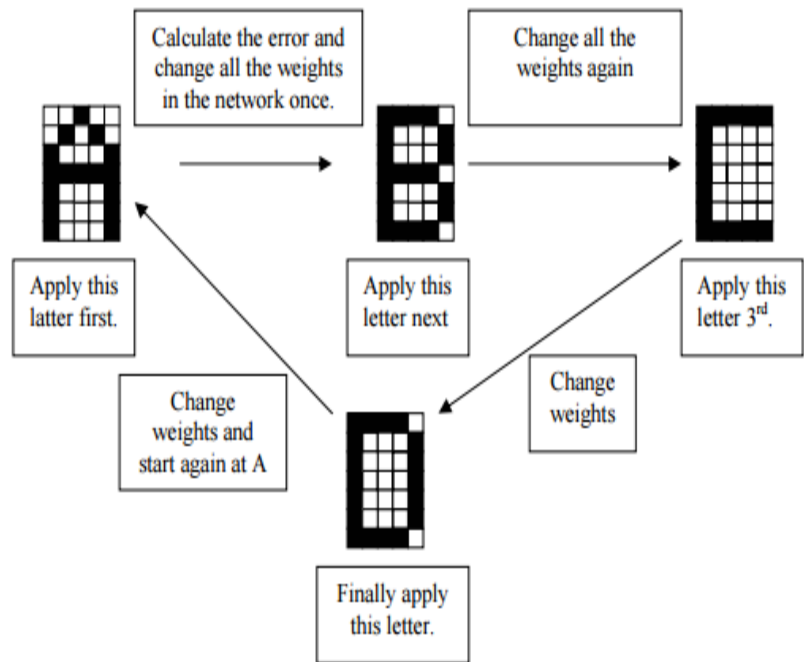 Calculate the error and
change all the weights
in the network once.
Change all the
weights again
Apply this
latter first.
Apply this
letter next
Apply this
letter 3rd.
Change
weights and
start again at A
Change
weights
Finally apply
this letter.